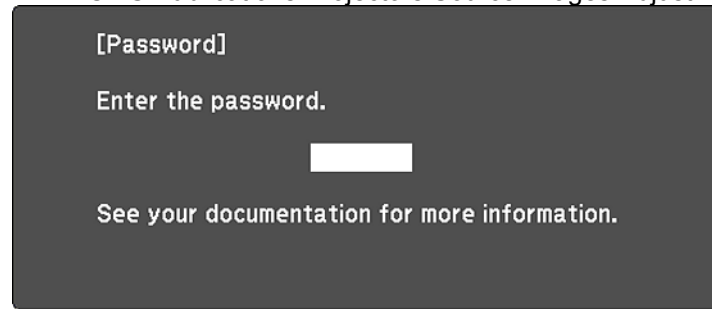 [Password]
Enter the password.
See your documentation for more information.